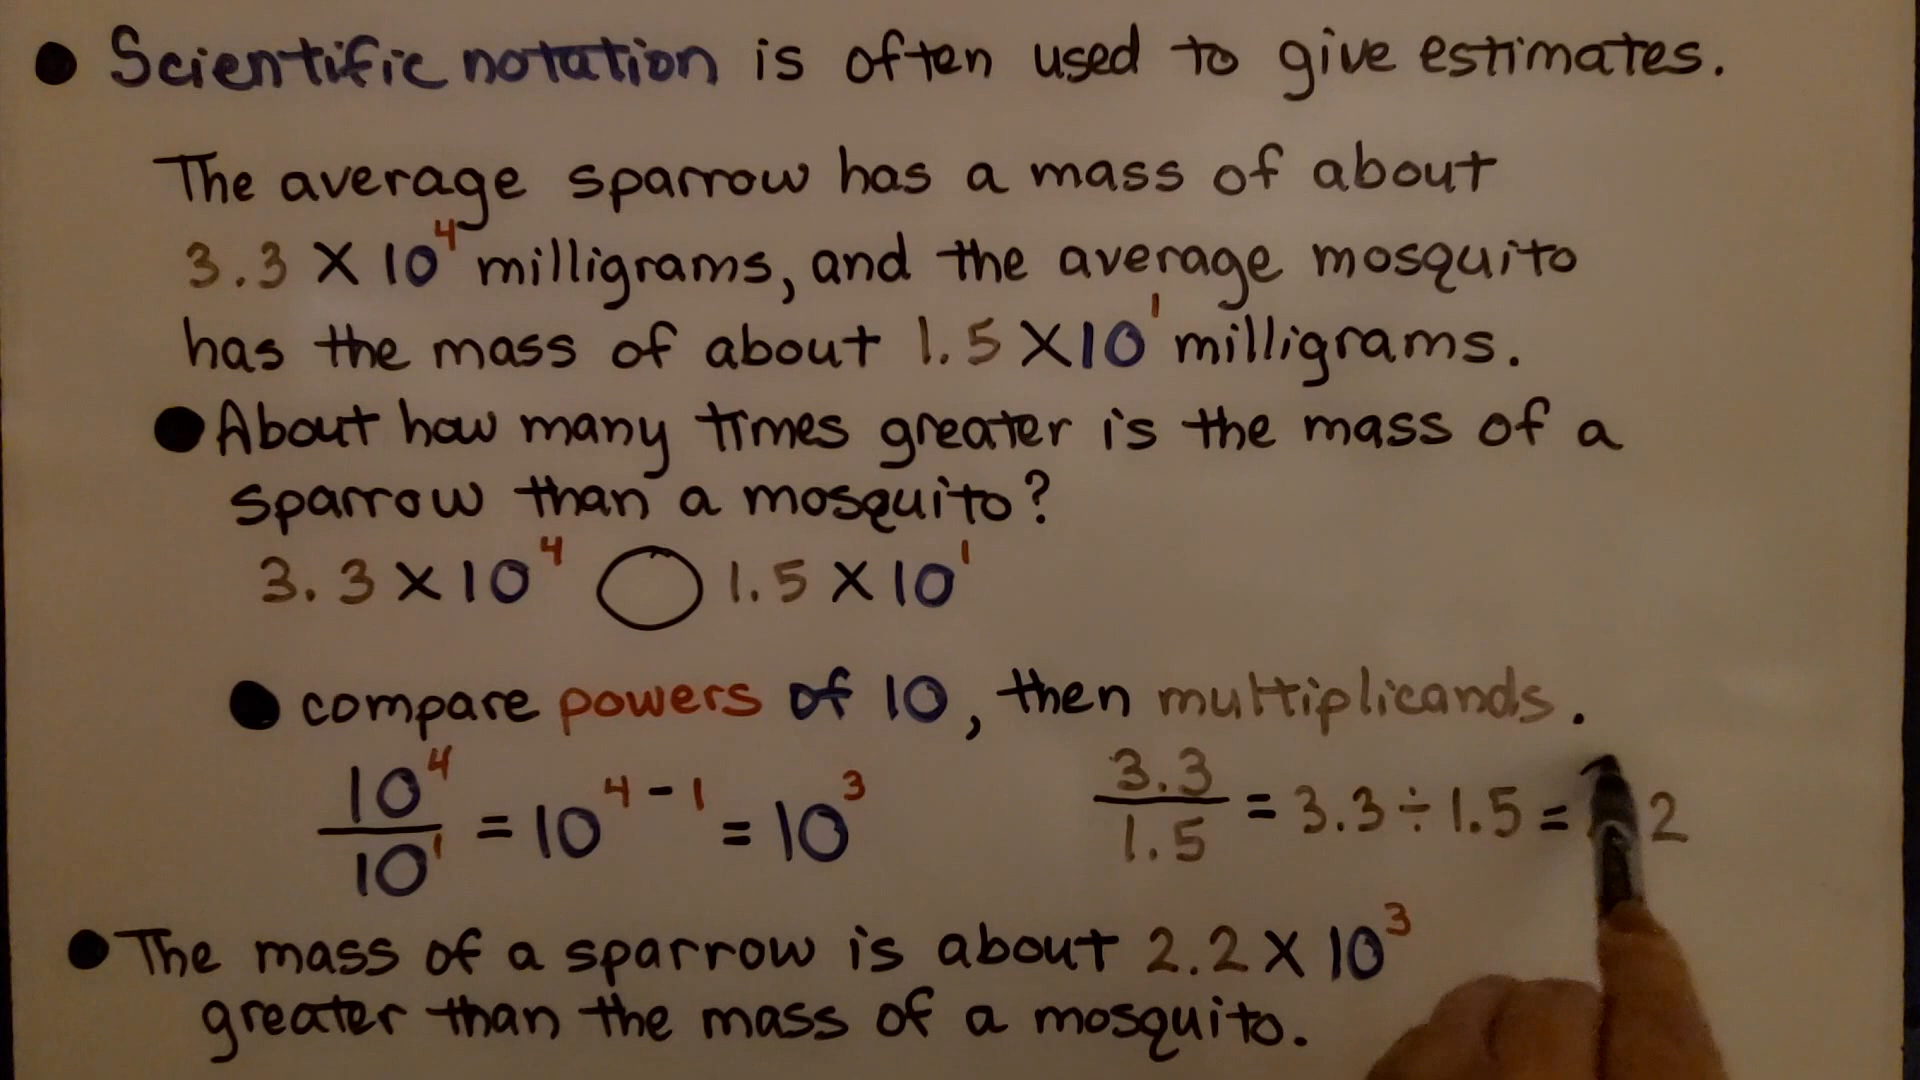 ● Scientific notation is often used to give estimates.
The average sparrow has a mass of about
3.3 × 10⁴ milligrams, and the average mosquito
has the mass of about 1.5 × 10¹ milligrams.
● About how many times greater is the mass of a
sparrow than a mosquito?
3.3 × 10⁴ ◯ 1.5 × 10¹
● compare powers of 10, then multiplicands.
10⁴/10¹ = 10⁴⁻¹ = 10³
3.3/1.5 = 3.3 ÷ 1.5 = 2
● The mass of a sparrow is about 2.2 × 10³
greater than the mass of a mosquito.